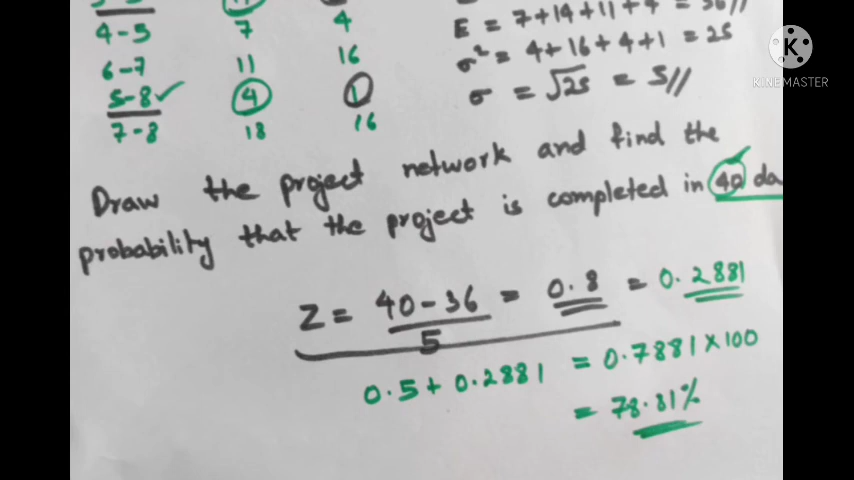 4-5 7 4
6-7 11 16
5-8 ✓ 4 1
7-8 18 16
E = 7+14+11+4 = 36//
σ² = 4+16+4+1 = 25
σ = √25 = 5//
K
KINEMASTER
Draw the project network and find the
probability that the project is completed in 40 da
Z = 40-36 / 5 = 0.8 = 0.2881
0.5 + 0.2881 = 0.7881 × 100
= 78.81%